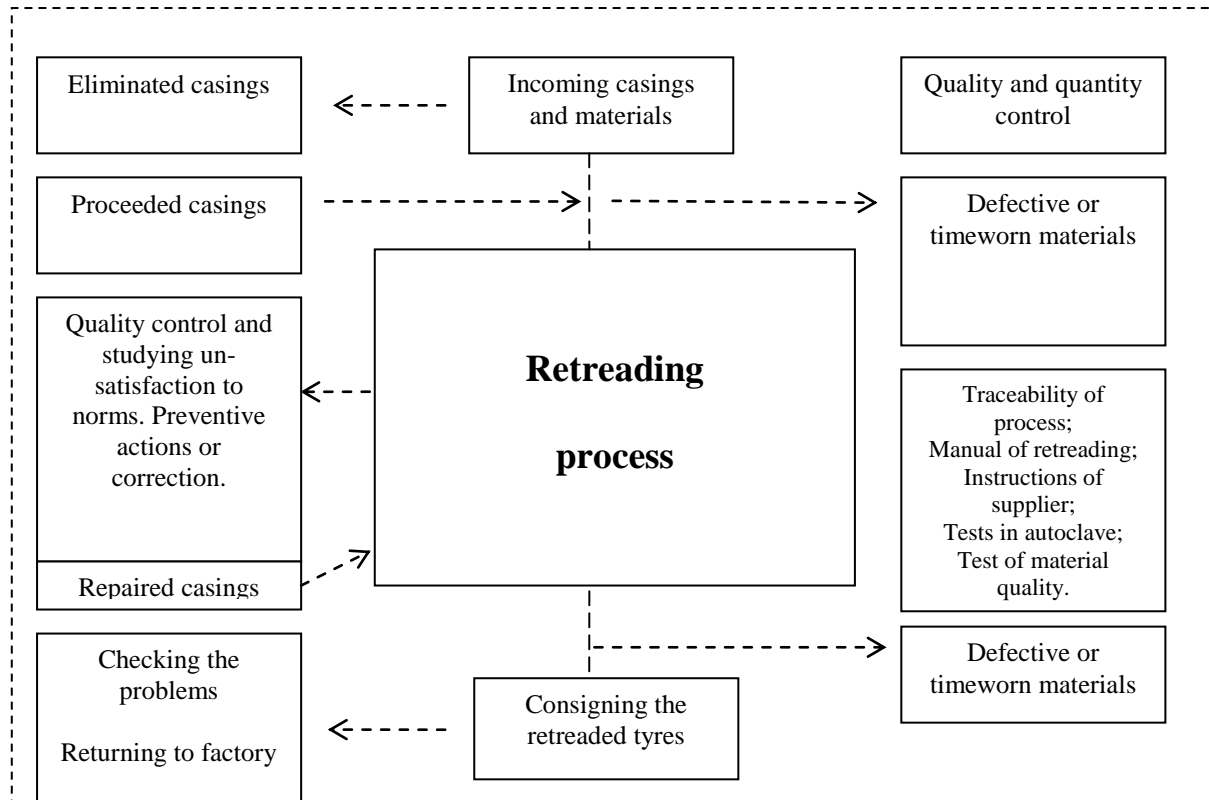 Eliminated casings
Incoming casings
and materials
Quality and quantity
control
Proceeded casings
Defective or
timeworn materials
Quality control and
studying un-
satisfaction to
norms. Preventive
actions or
correction.
Retreading
process
Traceability of
process;
Manual of retreading;
Instructions of
supplier;
Tests in autoclave;
Test of material
quality.
Repaired casings
Checking the
problems
Returning to factory
Consigning the
retreaded tyres
Defective or
timeworn materials